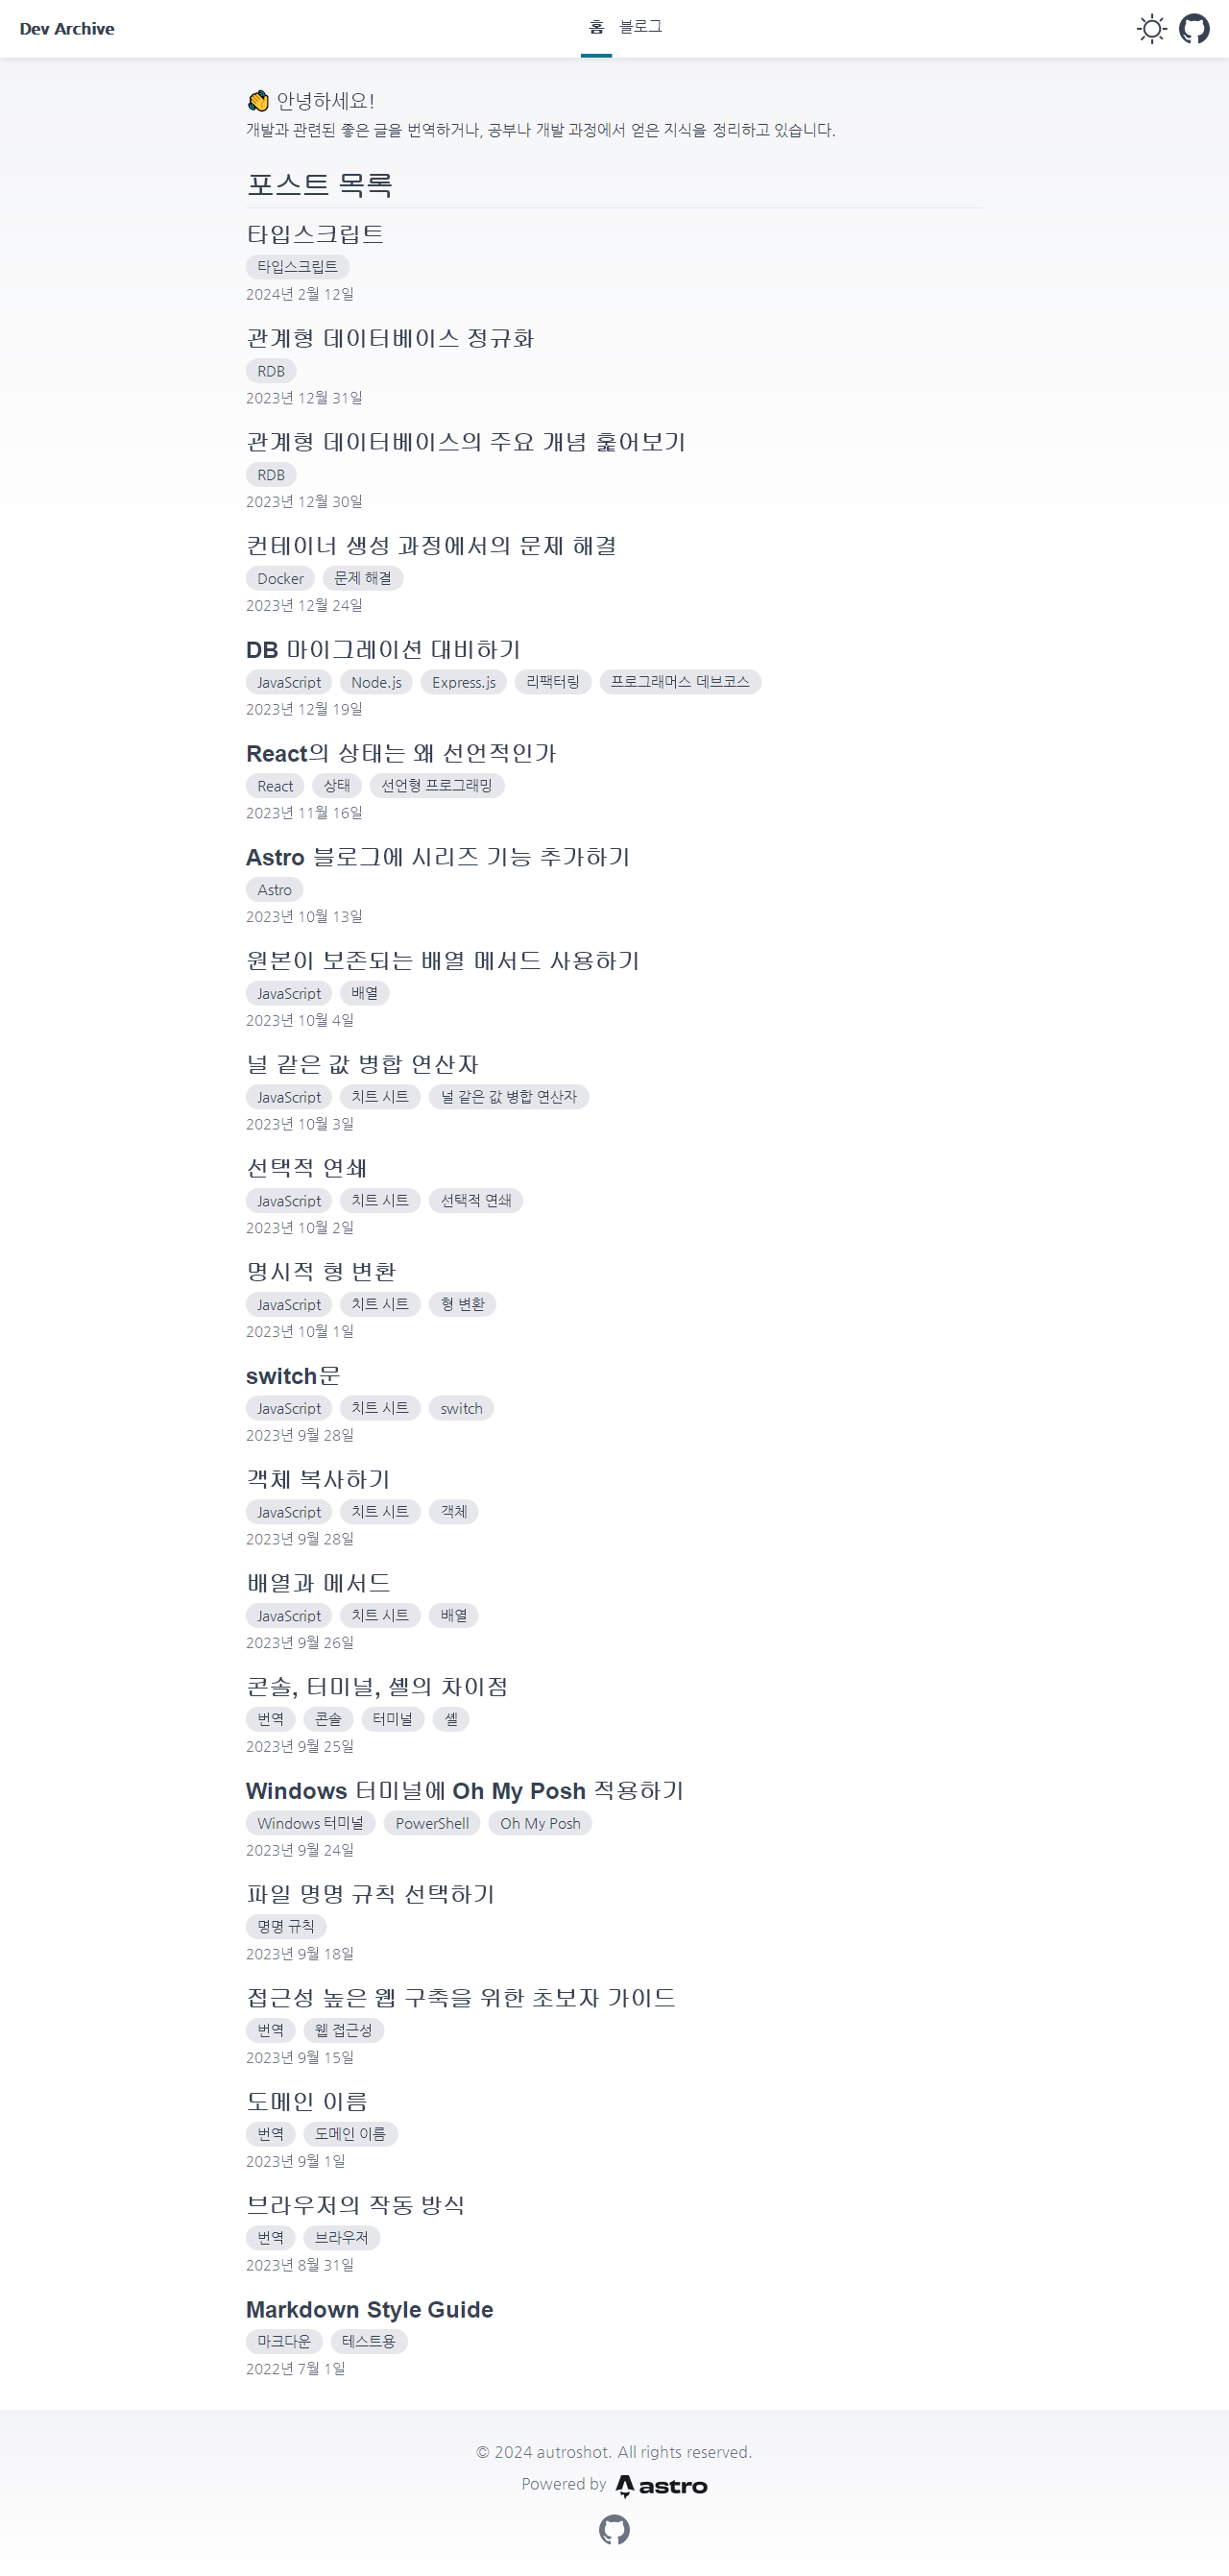 Dev Archive
홈 블로그
👏 안녕하세요!
개발과 관련된 좋은 글을 번역하거나, 공부나 개발 과정에서 얻은 지식을 정리하고 있습니다.
포스트 목록
타입스크립트
타입스크립트
2024년 2월 12일
관계형 데이터베이스 정규화
RDB
2023년 12월 31일
관계형 데이터베이스의 주요 개념 훑어보기
RDB
2023년 12월 30일
컨테이너 생성 과정에서의 문제 해결
Docker 문제 해결
2023년 12월 24일
DB 마이그레이션 대비하기
JavaScript Node.js Express.js 리팩터링 프로그래머스 데브코스
2023년 12월 19일
React의 상태는 왜 선언적인가
React 상태 선언형 프로그래밍
2023년 11월 16일
Astro 블로그에 시리즈 기능 추가하기
Astro
2023년 10월 13일
원본이 보존되는 배열 메서드 사용하기
JavaScript 배열
2023년 10월 4일
널 같은 값 병합 연산자
JavaScript 치트 시트 널 같은 값 병합 연산자
2023년 10월 3일
선택적 연쇄
JavaScript 치트 시트 선택적 연쇄
2023년 10월 2일
명시적 형 변환
JavaScript 치트 시트 형 변환
2023년 10월 1일
switch문
JavaScript 치트 시트 switch
2023년 9월 28일
객체 복사하기
JavaScript 치트 시트 객체
2023년 9월 28일
배열과 메서드
JavaScript 치트 시트 배열
2023년 9월 26일
콘솔, 터미널, 셸의 차이점
번역 콘솔 터미널 셸
2023년 9월 25일
Windows 터미널에 Oh My Posh 적용하기
Windows 터미널 PowerShell Oh My Posh
2023년 9월 24일
파일 명명 규칙 선택하기
명명 규칙
2023년 9월 18일
접근성 높은 웹 구축을 위한 초보자 가이드
번역 웹 접근성
2023년 9월 15일
도메인 이름
번역 도메인 이름
2023년 9월 1일
브라우저의 작동 방식
번역 브라우저
2023년 8월 31일
Markdown Style Guide
마크다운 테스트용
2022년 7월 1일
© 2024 autroshot. All rights reserved.
Powered by astro